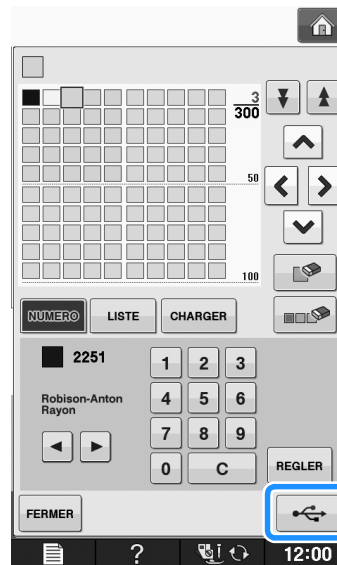 3
300
50
100
NUMERO LISTE CHARGER
2251
Robison-Anton
Rayon
1 2 3
4 5 6
7 8 9
0 C
REGLER
FERMER
? 12:00